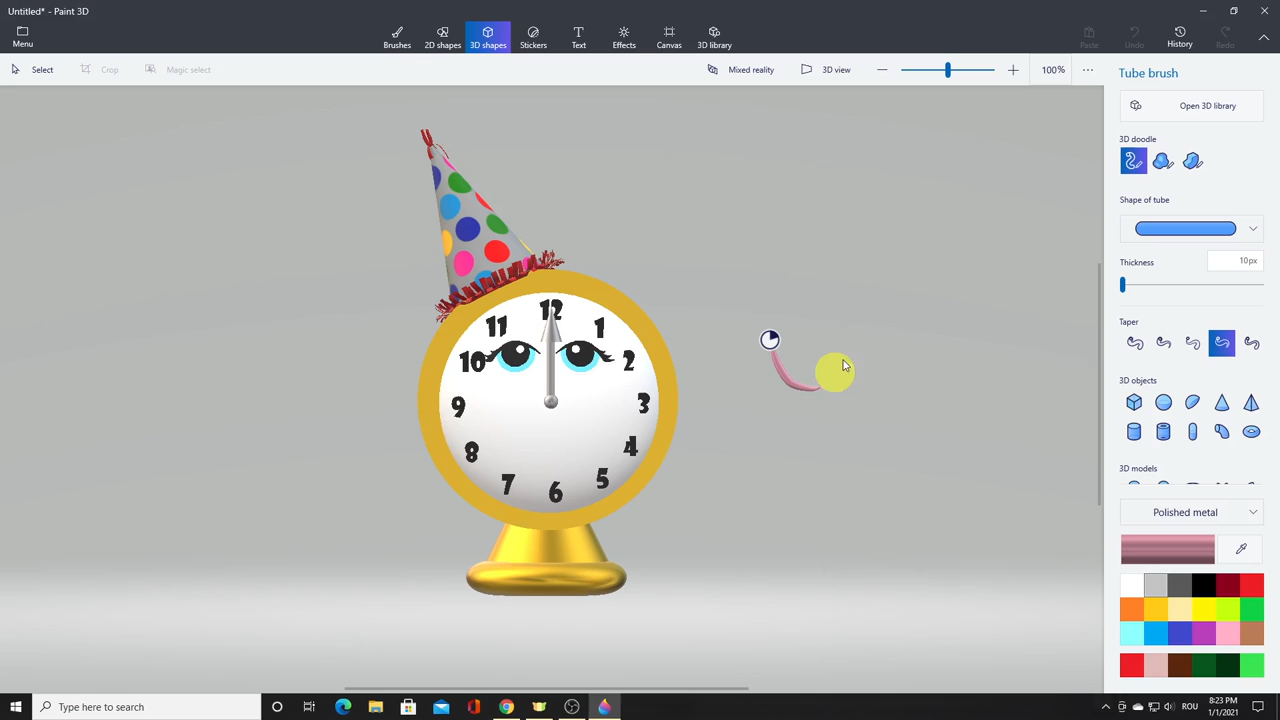 Untitled* - Paint 3D
Menu
Brushes
2D shapes
3D shapes
Stickers
Text
Effects
Canvas
3D library
Paste
Undo
History
Redo
Select
Crop
Magic select
Mixed reality
3D view
100%
Tube brush
Open 3D library
3D doodle
Shape of tube
Thickness
10px
Taper
3D objects
3D models
Polished metal
12
11
1
10
2
9
3
8
4
7
5
6
Type here to search
ROU
8:23 PM
1/1/2021